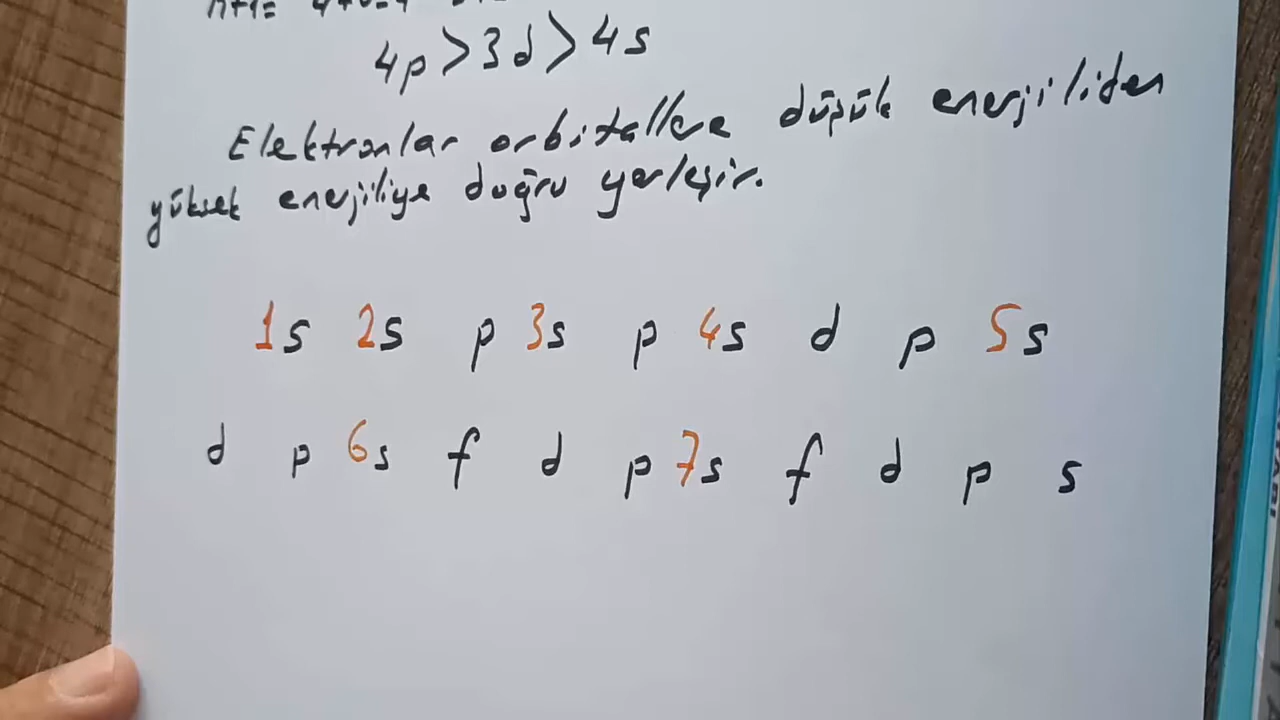 4p > 3d > 4s
Elektronlar orbitallere düşük enerjiliden
yüksek enerjiliye doğru yerleşir.
1s 2s p 3s p 4s d p 5s
d p 6s f d p 7s f d p s